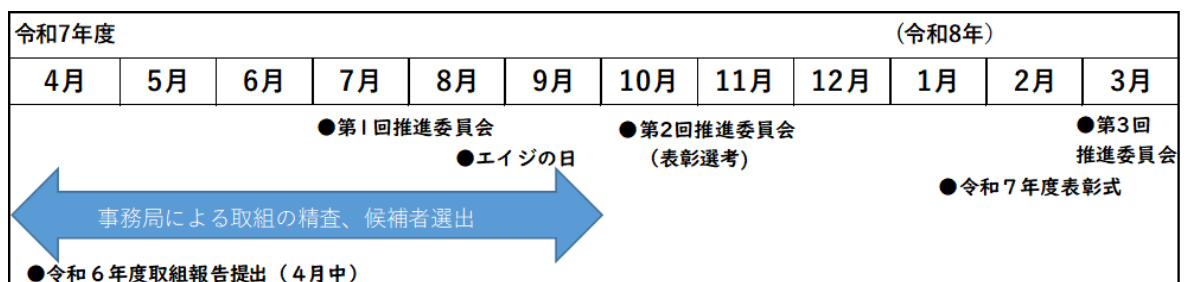 令和7年度 (令和8年)
4月 5月 6月 7月 8月 9月 10月 11月 12月 1月 2月 3月
●第1回推進委員会 ●第2回推進委員会 ●第3回
●エイジの日 (表彰選考) 推進委員会
●令和7年度表彰式
事務局による取組の精査、候補者選出
●令和6年度取組報告提出（4月中）